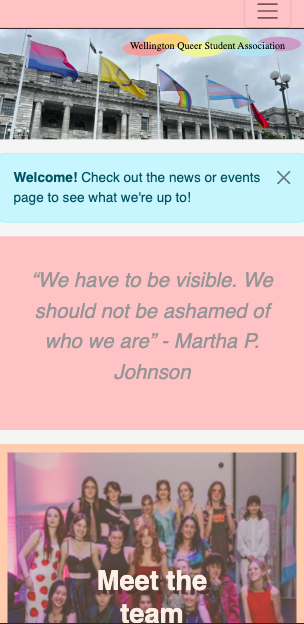 Wellington Queer Student Association
Welcome! Check out the news or events
page to see what we're up to!
“We have to be visible. We
should not be ashamed of
who we are” - Martha P.
Johnson
Meet the
team